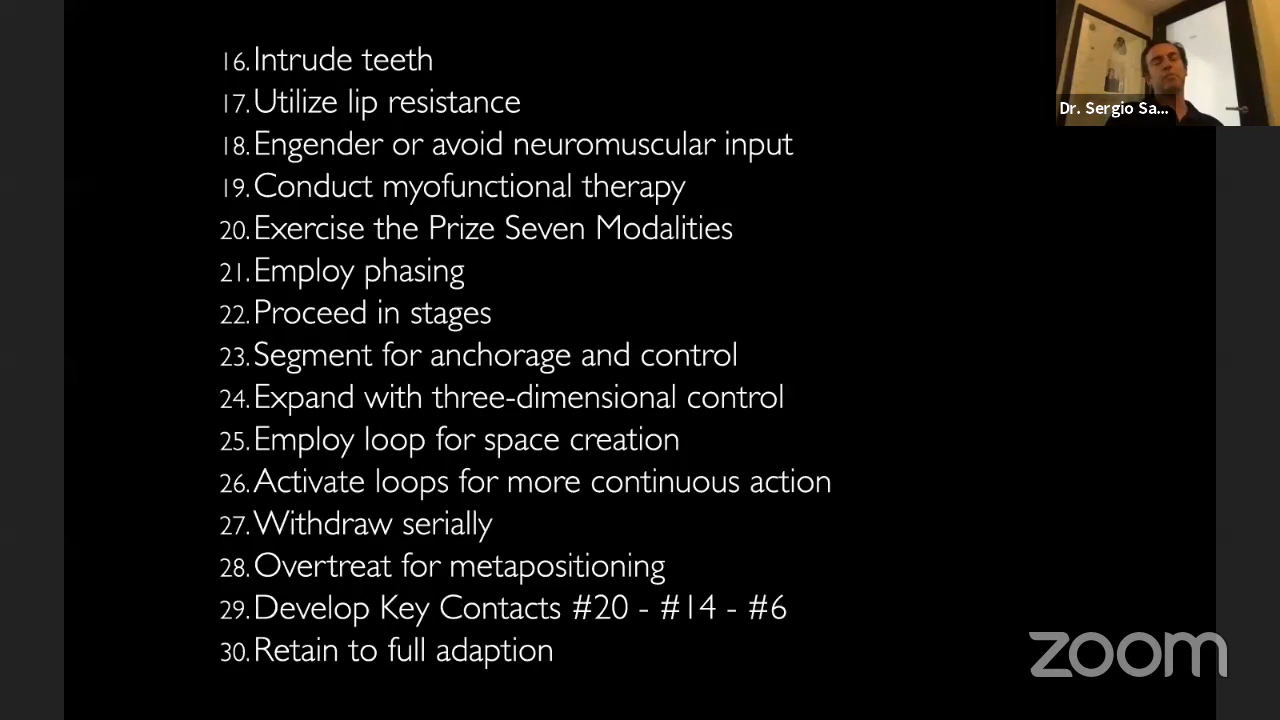 16. Intrude teeth
17. Utilize lip resistance
18. Engender or avoid neuromuscular input
19. Conduct myofunctional therapy
20. Exercise the Prize Seven Modalities
21. Employ phasing
22. Proceed in stages
23. Segment for anchorage and control
24. Expand with three-dimensional control
25. Employ loop for space creation
26. Activate loops for more continuous action
27. Withdraw serially
28. Overtreat for metapositioning
29. Develop Key Contacts #20 - #14 - #6
30. Retain to full adaption
Dr. Sergio Sa...
zoom